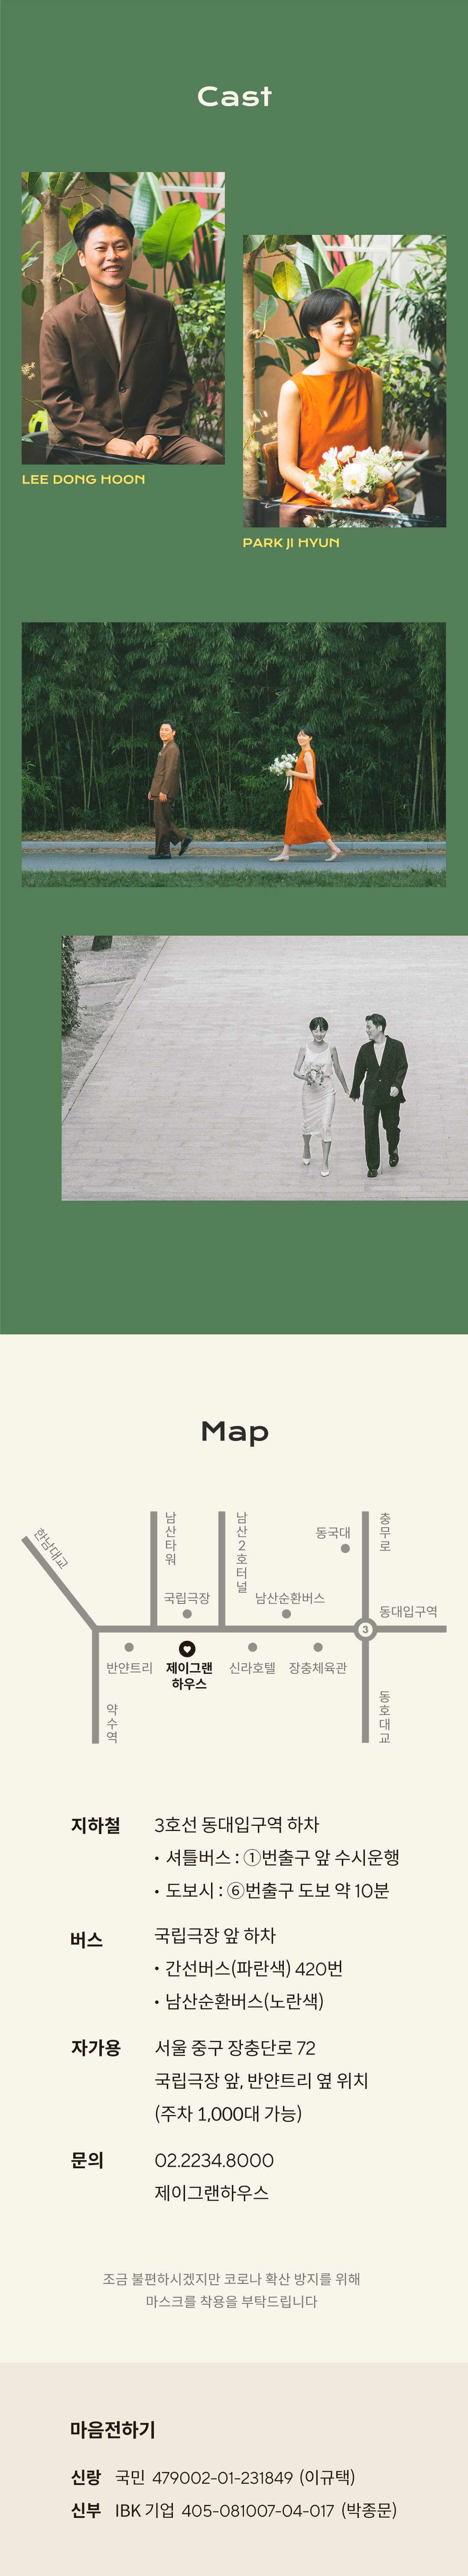 Cast
LEE DONG HOON
PARK JI HYUN
Map
한남대교
남산타워
남산2호터널
동국대
충무로
국립극장
남산순환버스
동대입구역
3
반얀트리
제이그랜
하우스
신라호텔
장충체육관
약수역
동호대교
지하철
3호선 동대입구역 하차
• 셔틀버스 : ①번출구 앞 수시운행
• 도보시 : ⑥번출구 도보 약 10분
버스
국립극장 앞 하차
• 간선버스(파란색) 420번
• 남산순환버스(노란색)
자가용
서울 중구 장충단로 72
국립극장 앞, 반얀트리 옆 위치
(주차 1,000대 가능)
문의
02.2234.8000
제이그랜하우스
조금 불편하시겠지만 코로나 확산 방지를 위해
마스크를 착용을 부탁드립니다
마음전하기
신랑 국민 479002-01-231849 (이규택)
신부 IBK 기업 405-081007-04-017 (박종문)